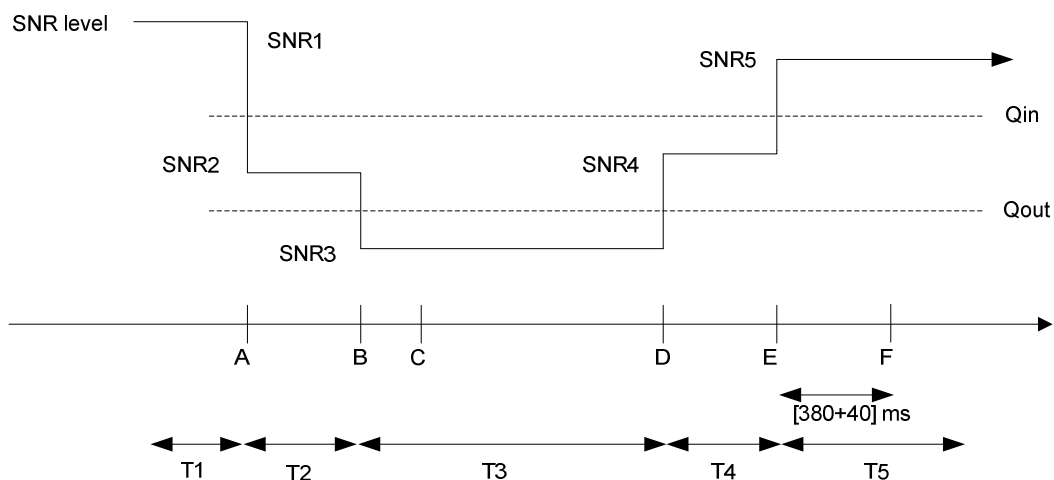 SNR level
SNR1
SNR5
Qin
SNR2
SNR4
Qout
SNR3
A
B
C
D
E
F
[380+40] ms
T1
T2
T3
T4
T5